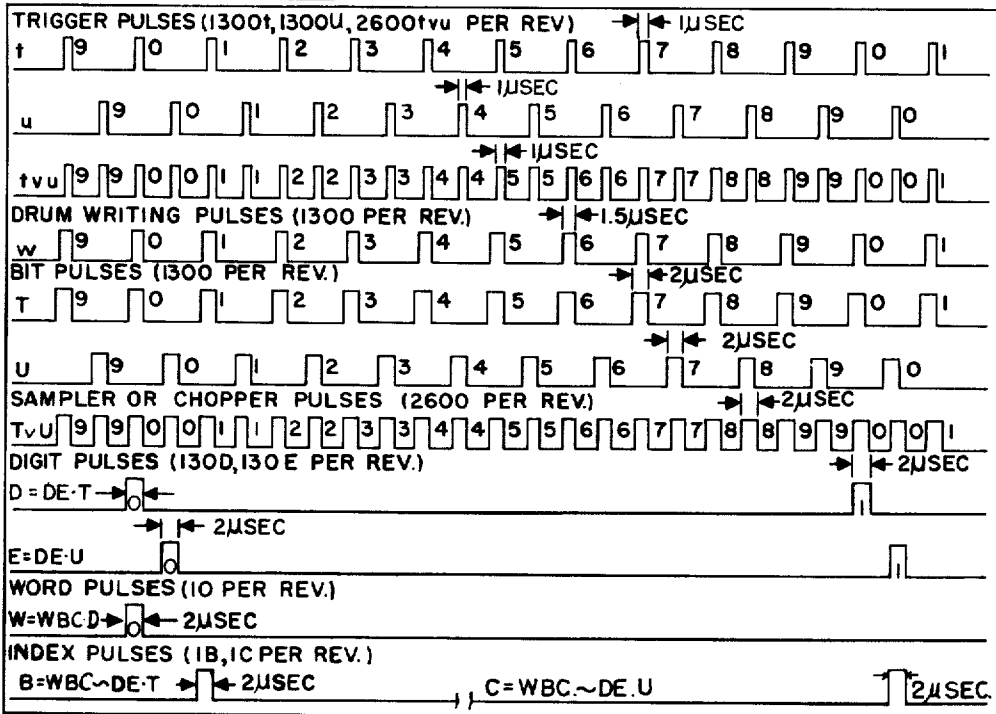 TRIGGER PULSES (1300t, 1300U, 2600tvu PER REV) 1μSEC
t 9 0 1 2 3 4 5 6 7 8 9 0 1
1μSEC
u 9 0 1 2 3 4 5 6 7 8 9 0
1μSEC
tvu 9 9 0 0 1 1 2 2 3 3 4 4 5 5 6 6 7 7 8 8 9 9 0 0 1
DRUM WRITING PULSES (1300 PER REV.) 1.5μSEC
w 9 0 1 2 3 4 5 6 7 8 9 0 1
BIT PULSES (1300 PER REV.) 2μSEC
T 9 0 1 2 3 4 5 6 7 8 9 0 1
2μSEC
U 9 0 1 2 3 4 5 6 7 8 9 0
SAMPLER OR CHOPPER PULSES (2600 PER REV.) 2μSEC
TvU 9 9 0 0 1 1 2 2 3 3 4 4 5 5 6 6 7 7 8 8 9 9 0 0 1
DIGIT PULSES (130D, 130E PER REV.) 2μSEC
D = DE·T 0 1
2μSEC
E=DE·U 0 1
WORD PULSES (10 PER REV.)
W=WBC·D 0 2μSEC
INDEX PULSES (1B, 1C PER REV.)
B=WBC~DE·T 2μSEC C=WBC.~DE.U 2μSEC.